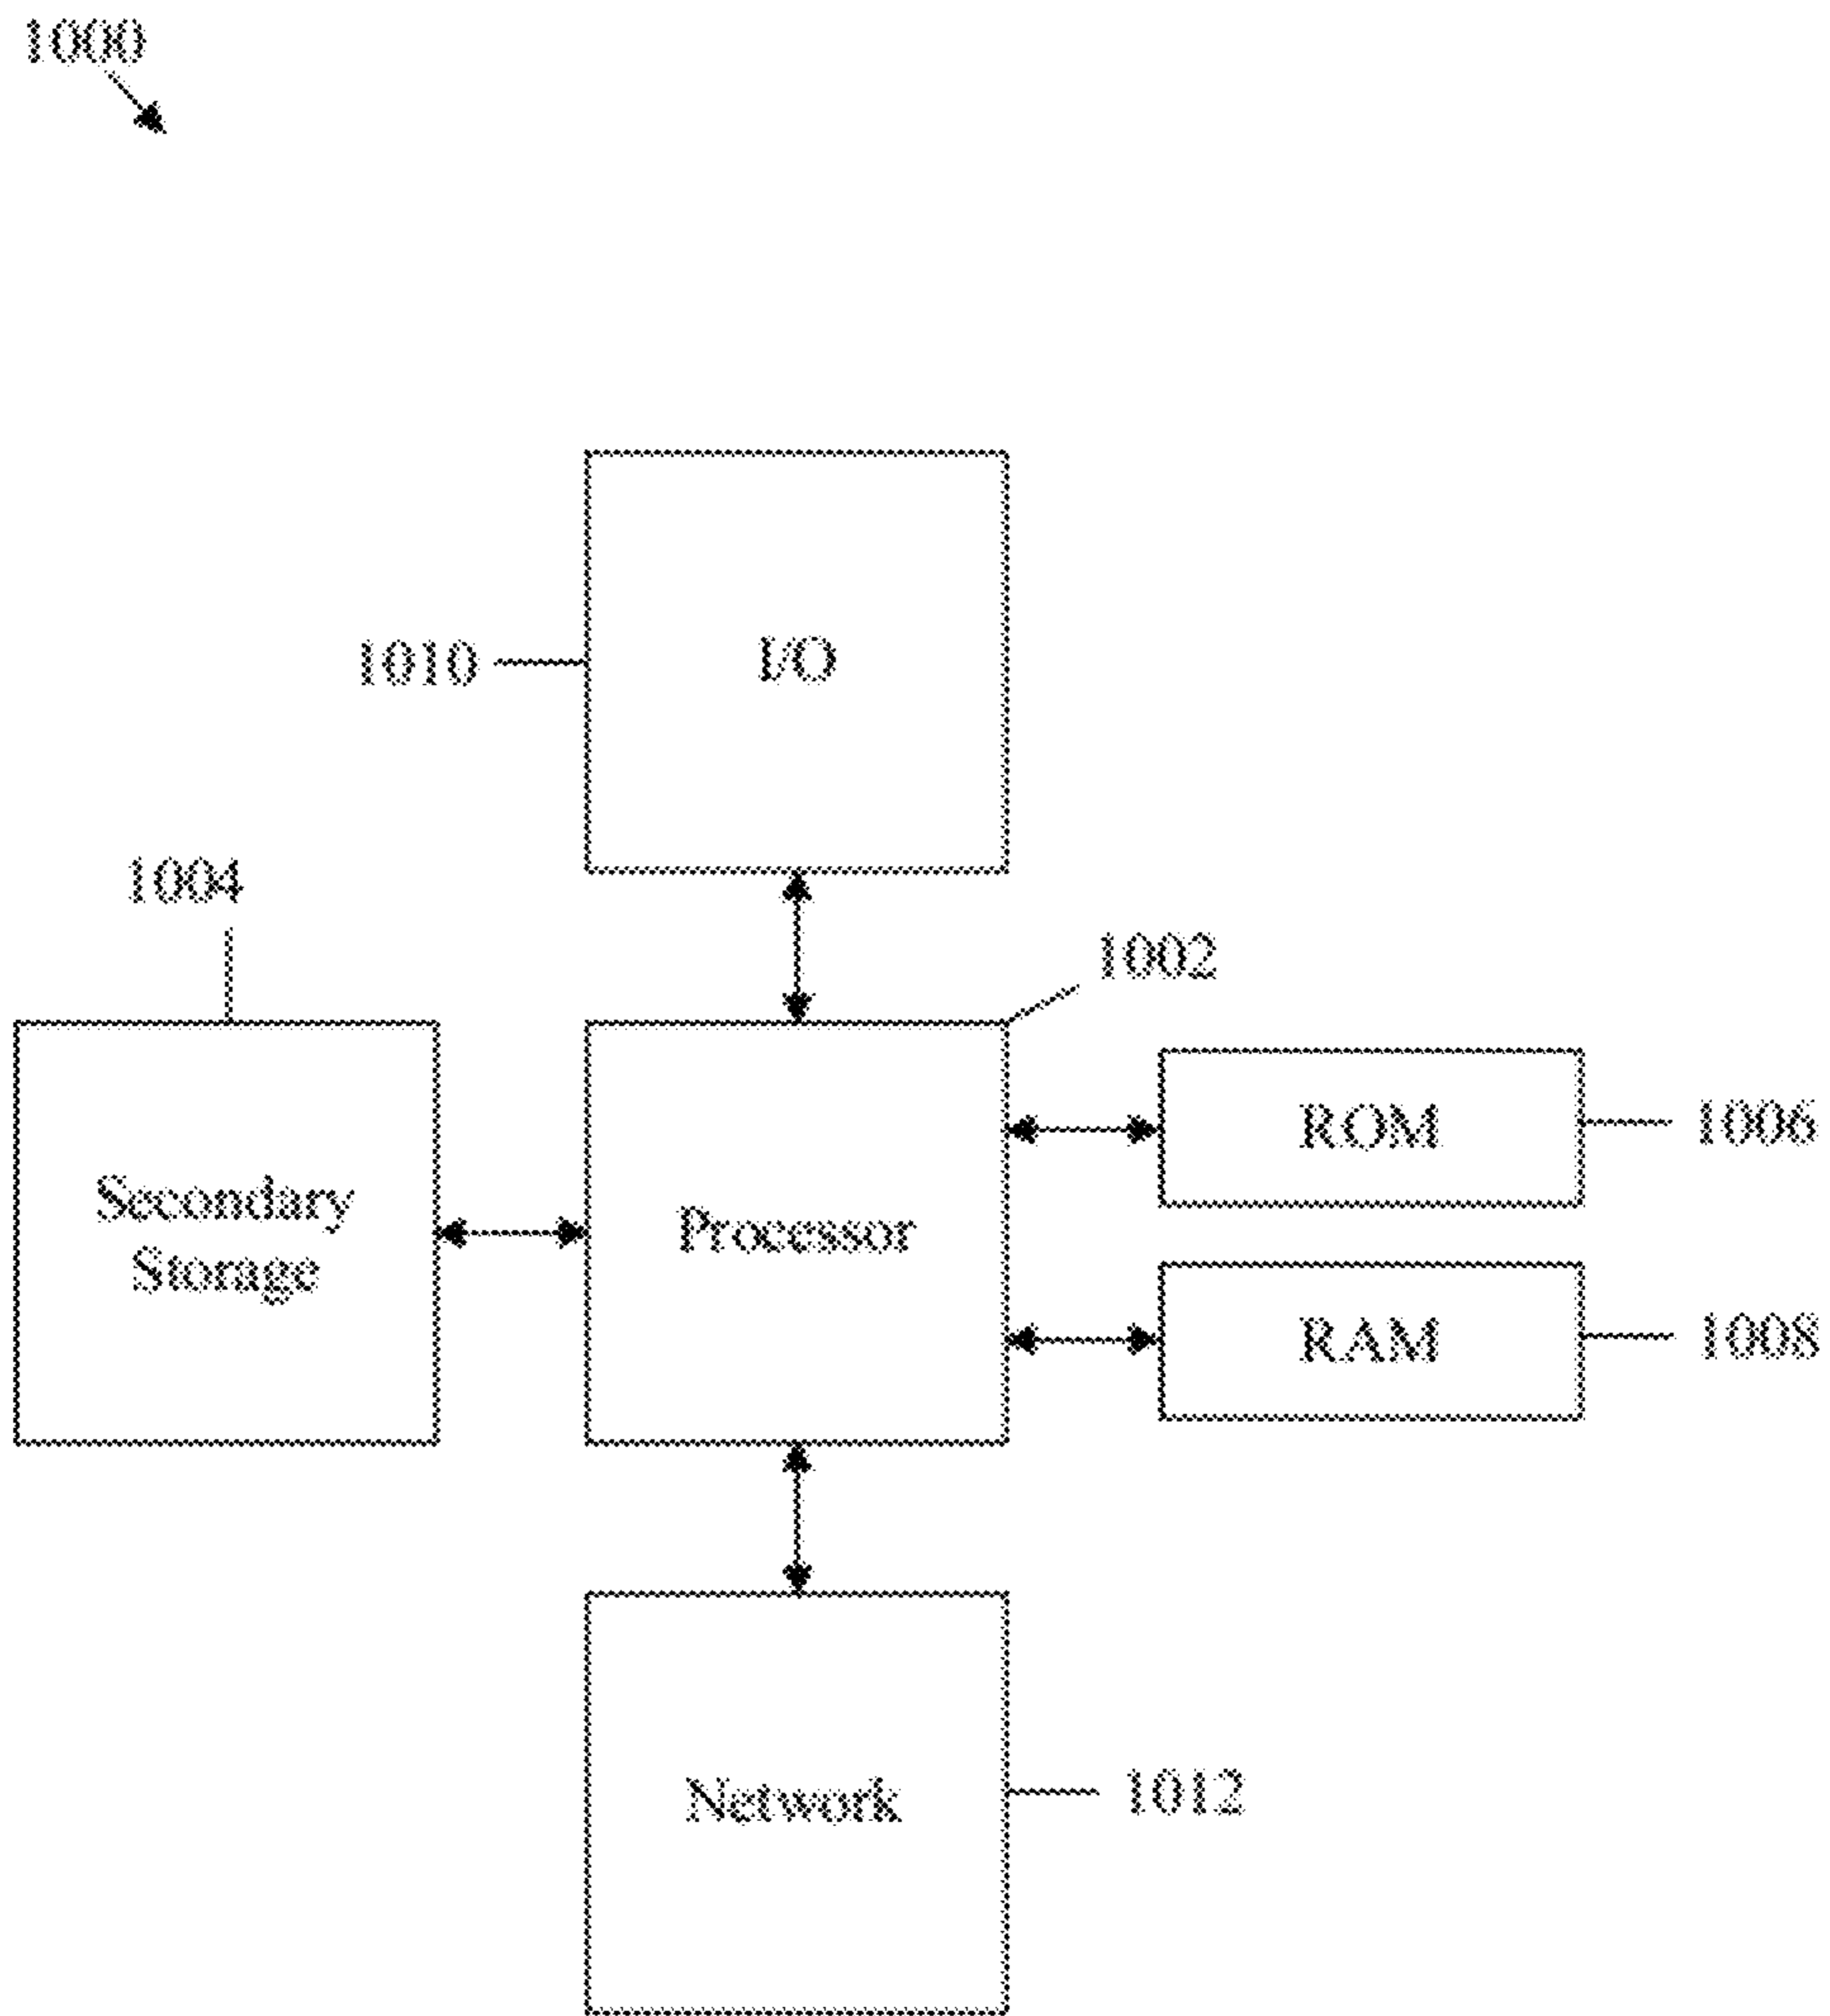 1000
1010
I/O
1004
1002
Secondary
Storage
Processor
ROM
1006
RAM
1008
Network
1012